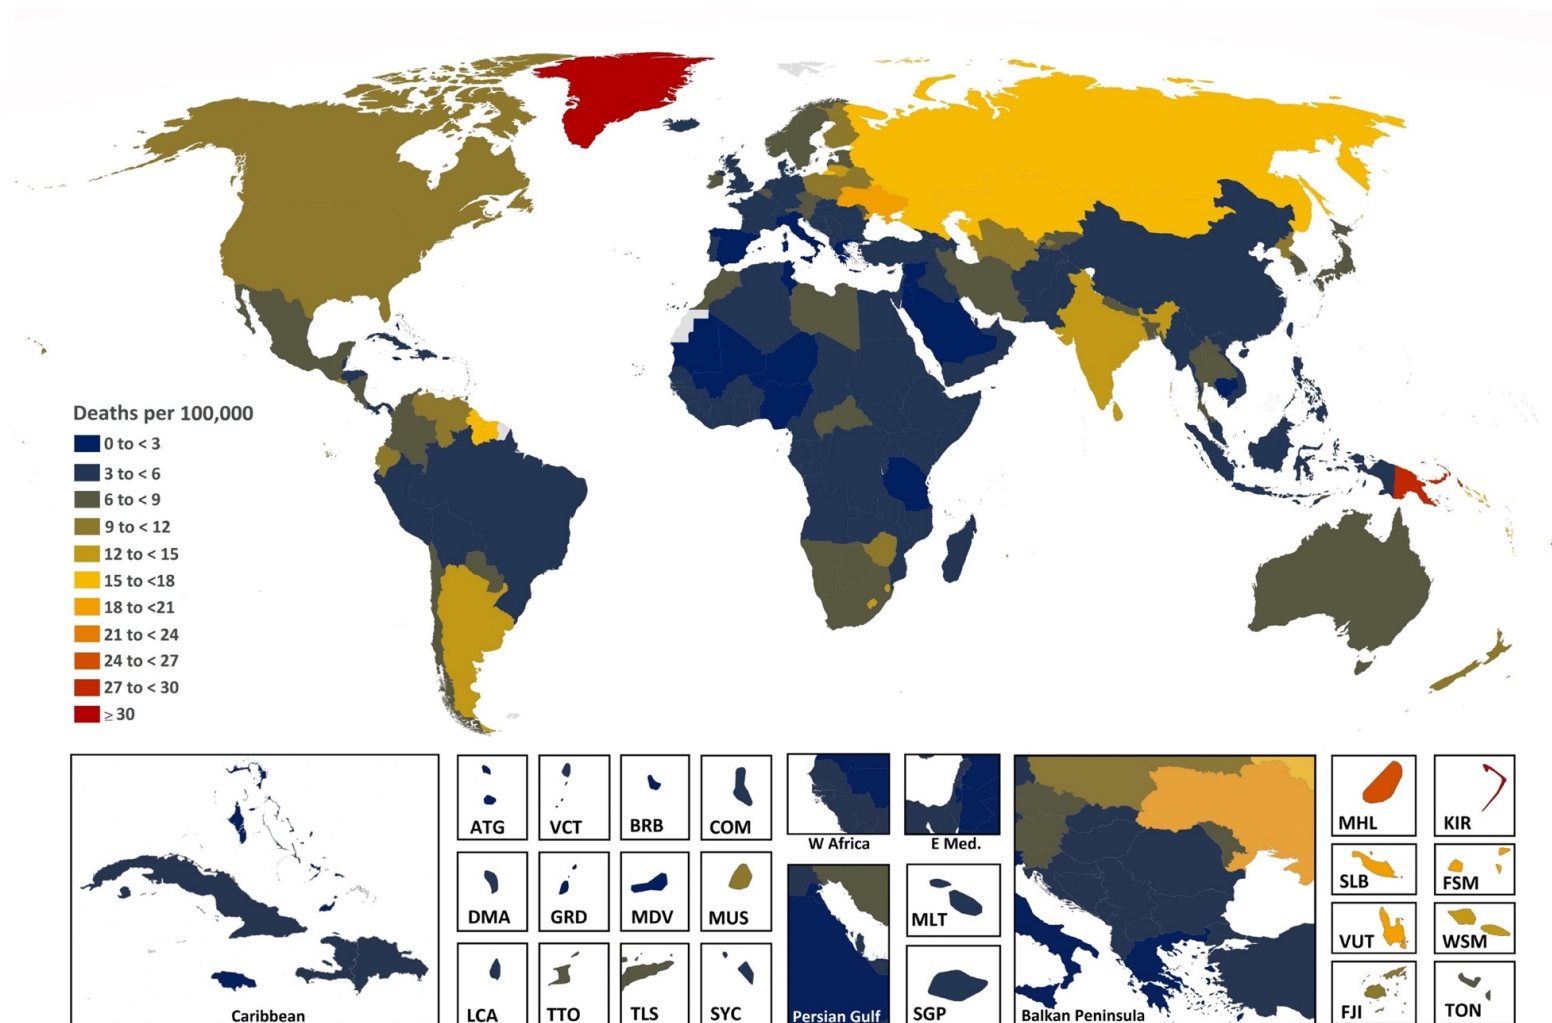 Deaths per 100,000
0 to < 3
3 to < 6
6 to < 9
9 to < 12
12 to < 15
15 to <18
18 to <21
21 to < 24
24 to < 27
27 to < 30
≥ 30
Caribbean
ATG
VCT
BRB
COM
DMA
GRD
MDV
MUS
LCA
TTO
TLS
SYC
W Africa
E Med.
Persian Gulf
MLT
SGP
Balkan Peninsula
MHL
KIR
SLB
FSM
VUT
WSM
FJI
TON